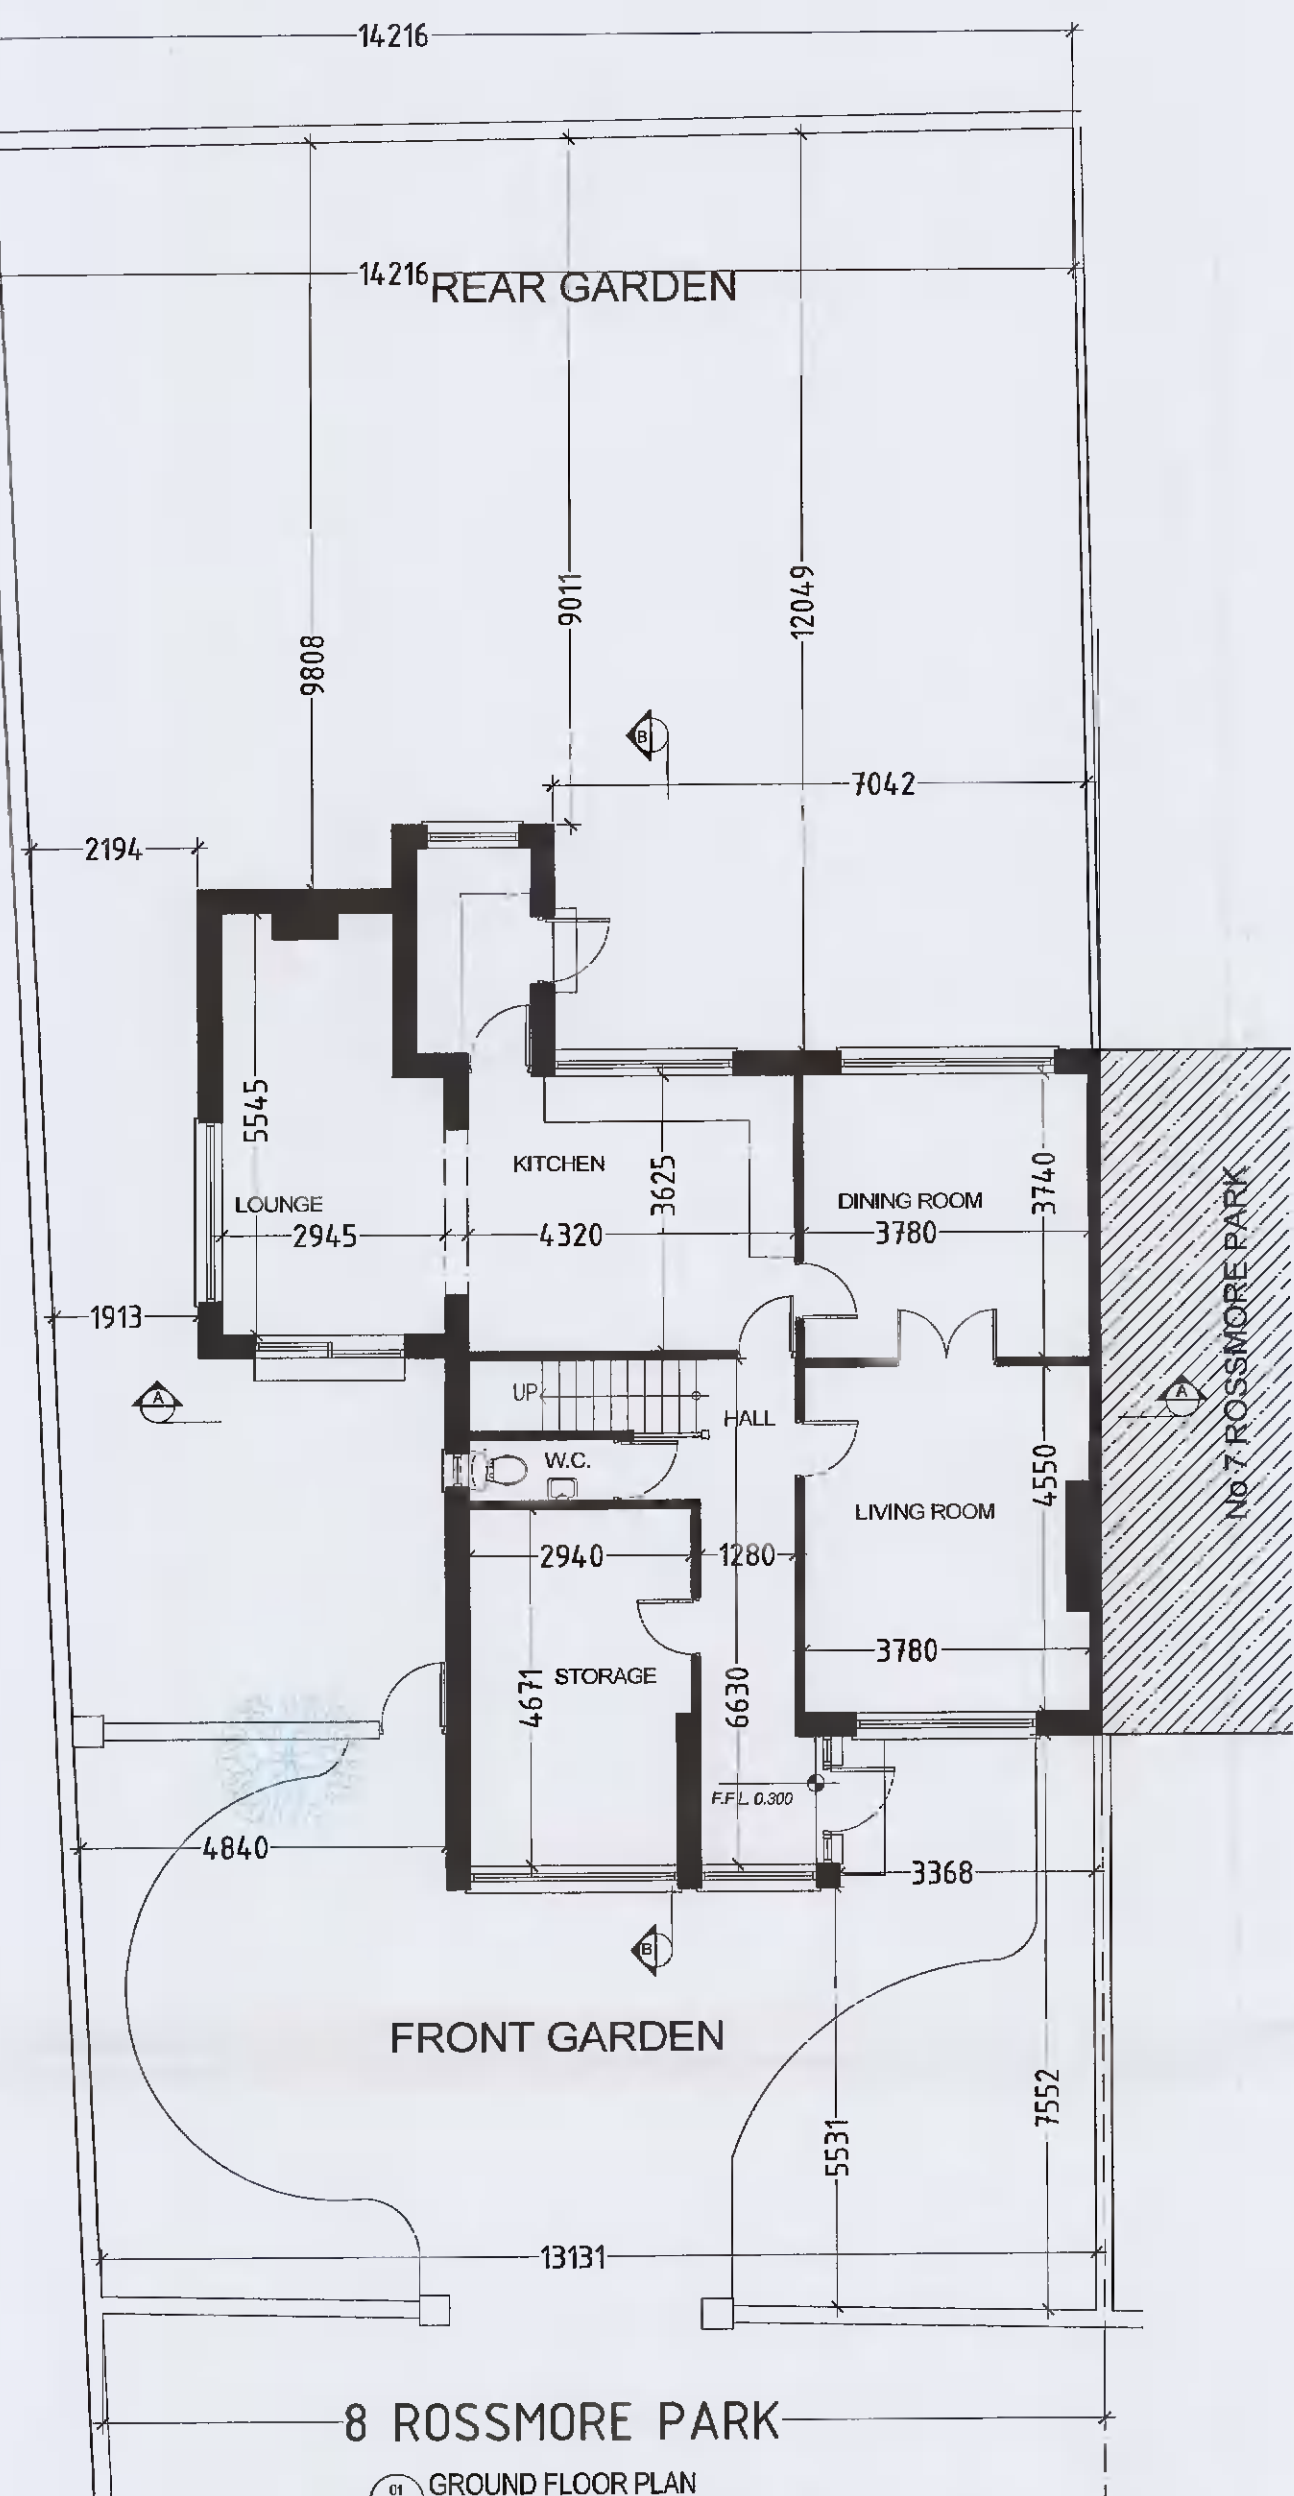 14216
14216
REAR GARDEN
9808
9011
12049
B
7042
2194
5545
KITCHEN
3625
3740
LOUNGE
DINING ROOM
2945
4320
3780
1913
No 7 ROSSMORE PARK
A
A
UP
HALL
W.C.
4550
LIVING ROOM
2940
1280
3780
STORAGE
4671
6630
F.F.L 0.300
4840
3368
B
FRONT GARDEN
7552
5531
13131
8 ROSSMORE PARK
01
GROUND FLOOR PLAN